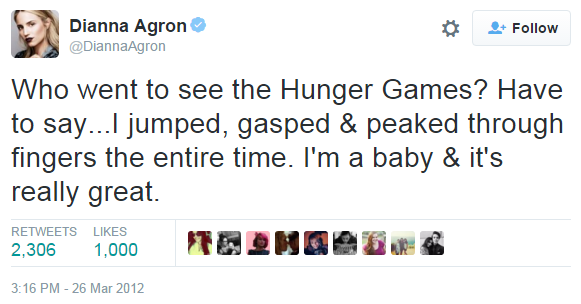 Dianna Agron
@DiannaAgron
Follow
Who went to see the Hunger Games? Have
to say...I jumped, gasped & peaked through
fingers the entire time. I'm a baby & it's
really great.
RETWEETS LIKES
2,306 1,000
3:16 PM - 26 Mar 2012